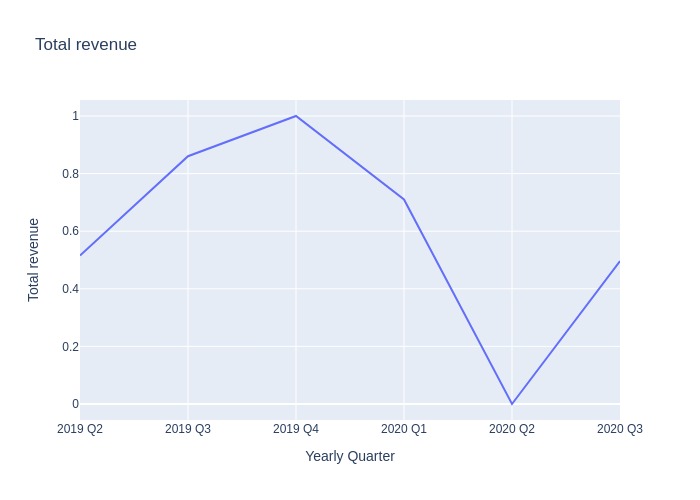 Total revenue
1
0.8
0.6
0.4
0.2
0
Total revenue
2019 Q2
2019 Q3
2019 Q4
2020 Q1
2020 Q2
2020 Q3
Yearly Quarter